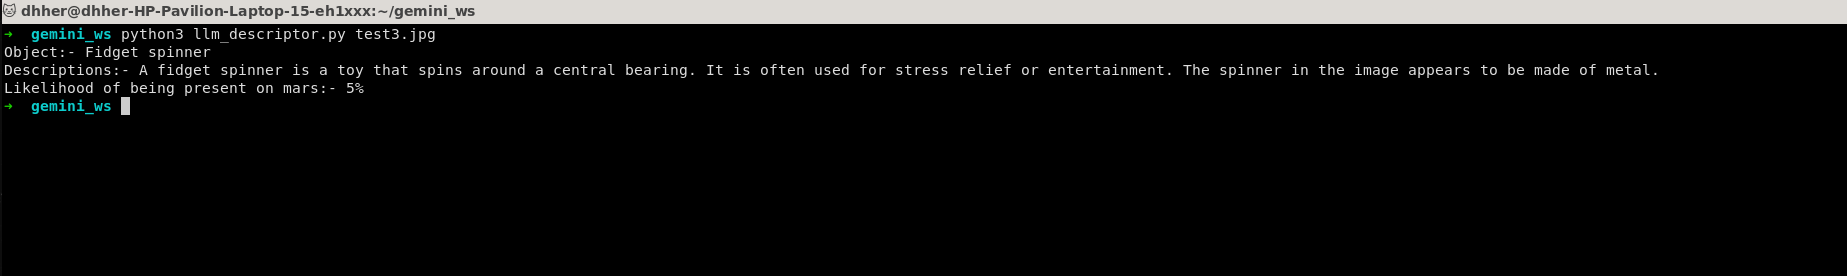 dhher@dhher-HP-Pavilion-Laptop-15-eh1xxx:~/gemini_ws
➜ gemini_ws python3 llm_descriptor.py test3.jpg
Object:- Fidget spinner
Descriptions:- A fidget spinner is a toy that spins around a central bearing. It is often used for stress relief or entertainment. The spinner in the image appears to be made of metal.
Likelihood of being present on mars:- 5%
➜ gemini_ws